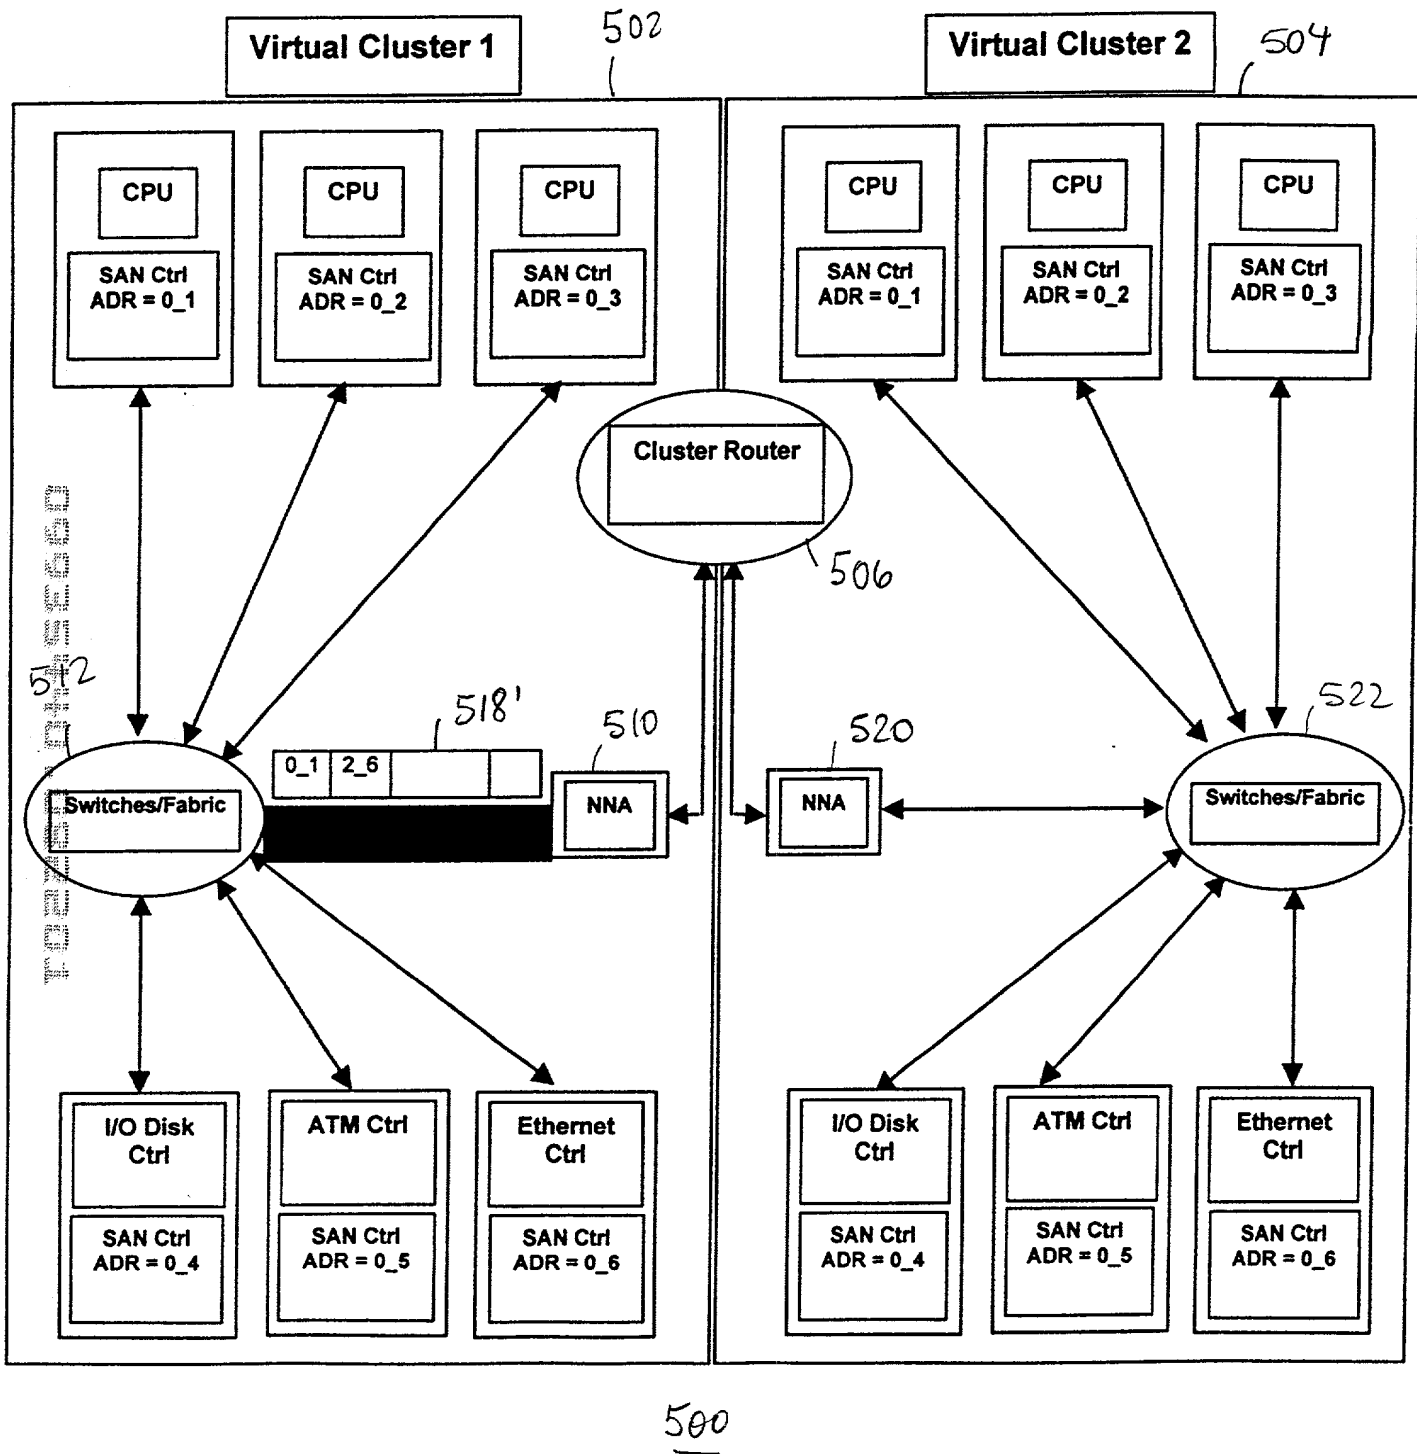 502
Virtual Cluster 1
Virtual Cluster 2
504
CPU
SAN Ctrl
ADR = 0_1
CPU
SAN Ctrl
ADR = 0_2
CPU
SAN Ctrl
ADR = 0_3
CPU
SAN Ctrl
ADR = 0_1
CPU
SAN Ctrl
ADR = 0_2
CPU
SAN Ctrl
ADR = 0_3
Cluster Router
506
512
518'
510
520
522
0_1 2_6
Switches/Fabric
NNA
NNA
Switches/Fabric
I/O Disk
Ctrl
SAN Ctrl
ADR = 0_4
ATM Ctrl
SAN Ctrl
ADR = 0_5
Ethernet
Ctrl
SAN Ctrl
ADR = 0_6
I/O Disk
Ctrl
SAN Ctrl
ADR = 0_4
ATM Ctrl
SAN Ctrl
ADR = 0_5
Ethernet
Ctrl
SAN Ctrl
ADR = 0_6
500